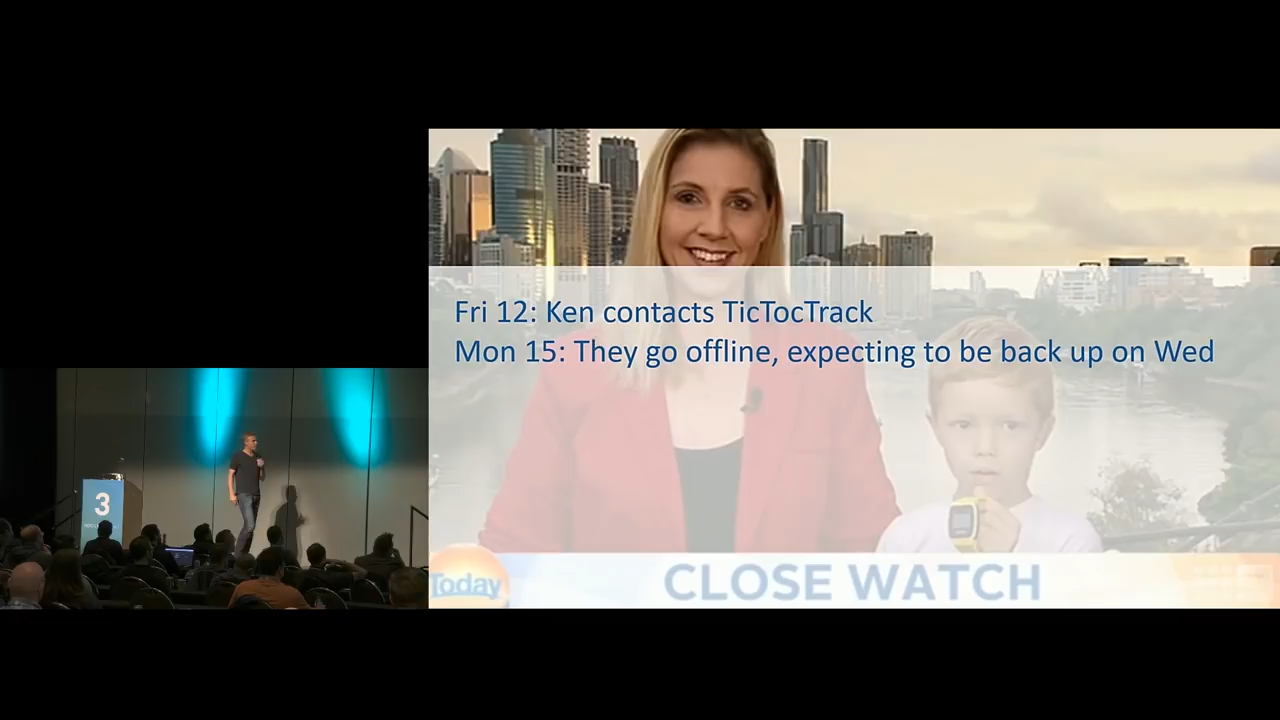 Fri 12: Ken contacts TicTocTrack
Mon 15: They go offline, expecting to be back up on Wed
Today
CLOSE WATCH
3